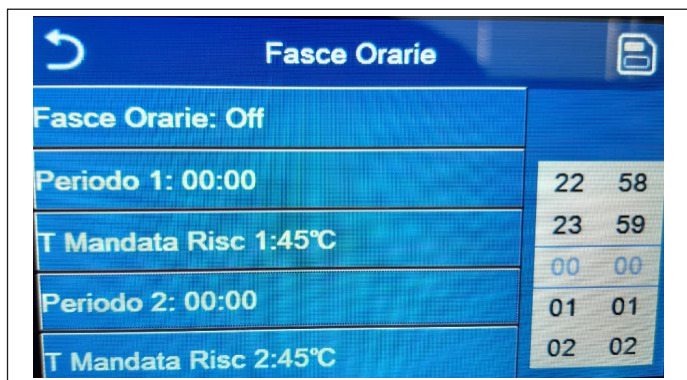 Fasce Orarie
Fasce Orarie: Off
Periodo 1: 00:00
T Mandata Risc 1:45℃
Periodo 2: 00:00
T Mandata Risc 2:45℃
22 58
23 59
00 00
01 01
02 02